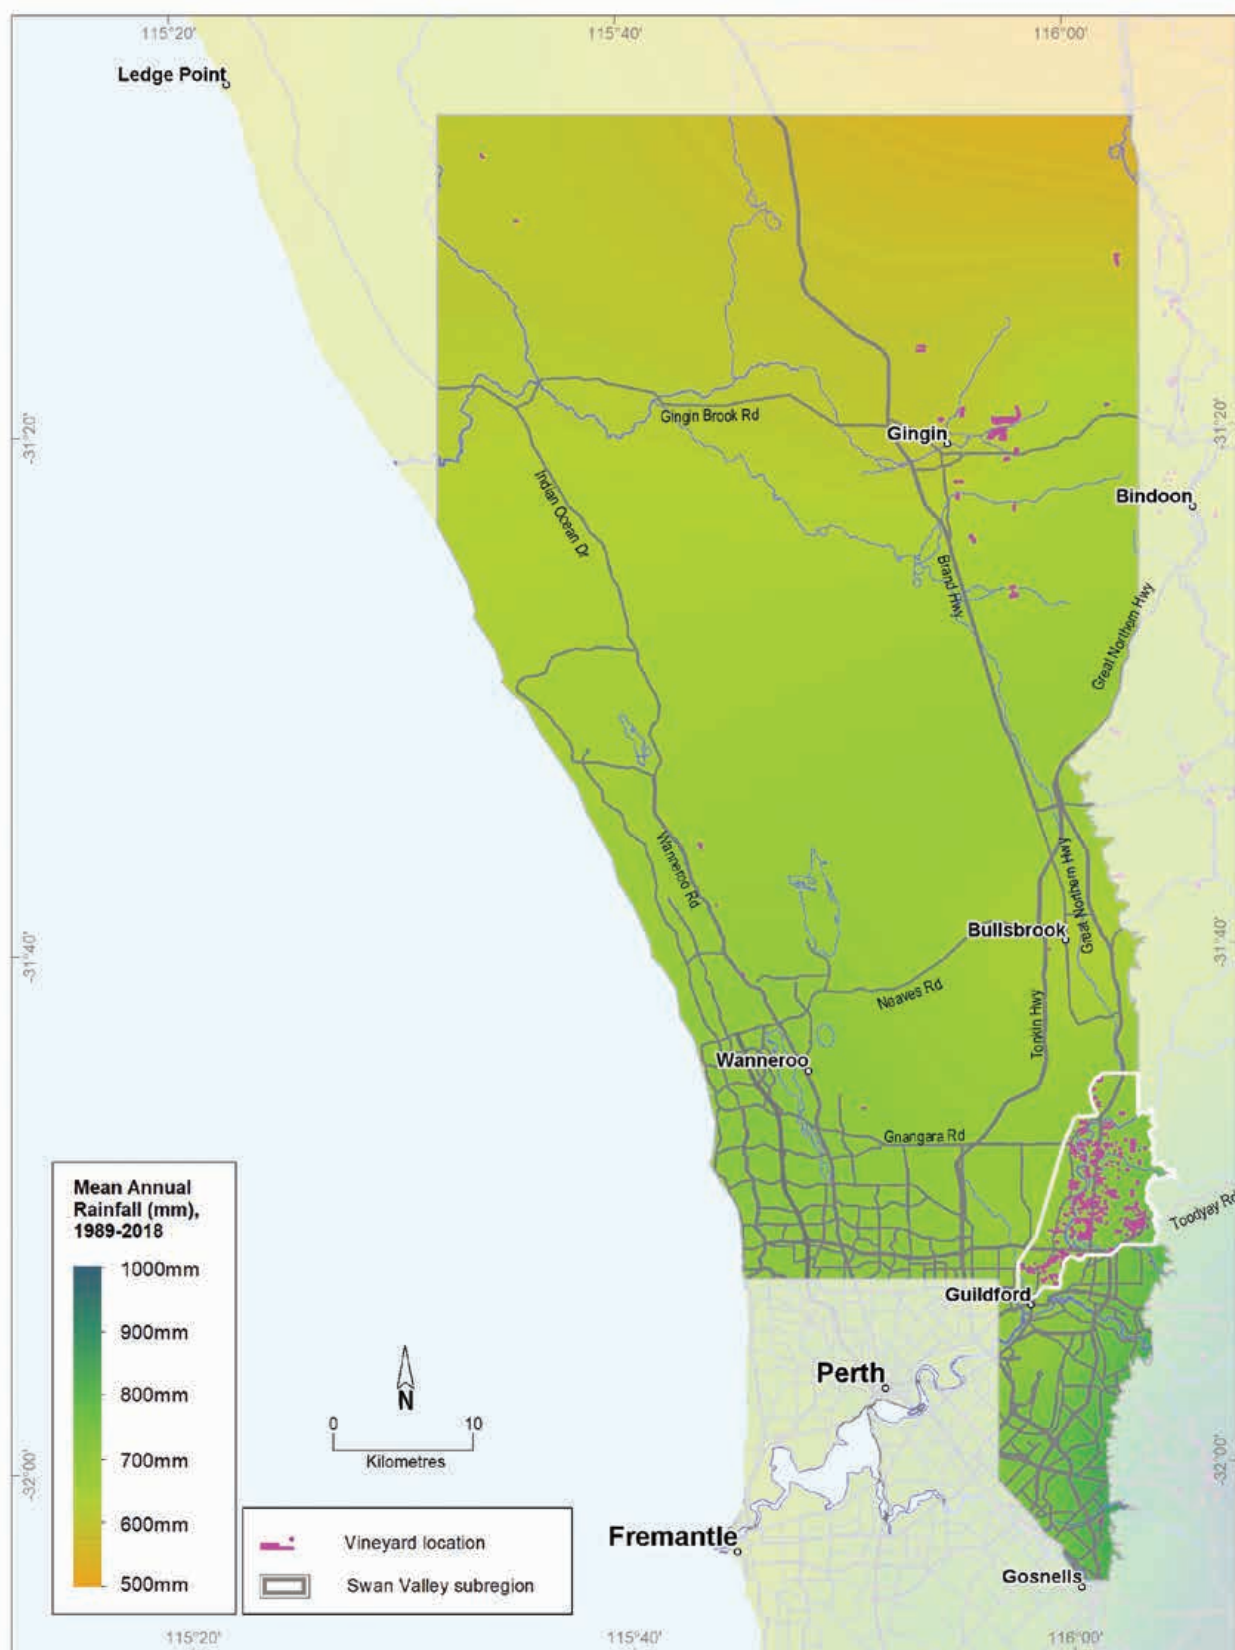 115°20'
115°40'
116°00'
Ledge Point
-31°20'
-31°20'
Gingin Brook Rd
Gingin
Bindoon
Indian Ocean Dr
Brand Hwy
Great Northern Hwy
Wanneroo Rd
Great Northern Hwy
Bullsbrook
-31°40'
-31°40'
Neaves Rd
Tonkin Hwy
Wanneroo
Gnangara Rd
Toodyay Rd
Mean Annual
Rainfall (mm),
1989-2018
1000mm
900mm
800mm
700mm
600mm
500mm
Guildford
Perth
N
0 10
Kilometres
-32°00'
-32°00'
Vineyard location
Swan Valley subregion
Fremantle
Gosnells
115°20'
115°40'
116°00'